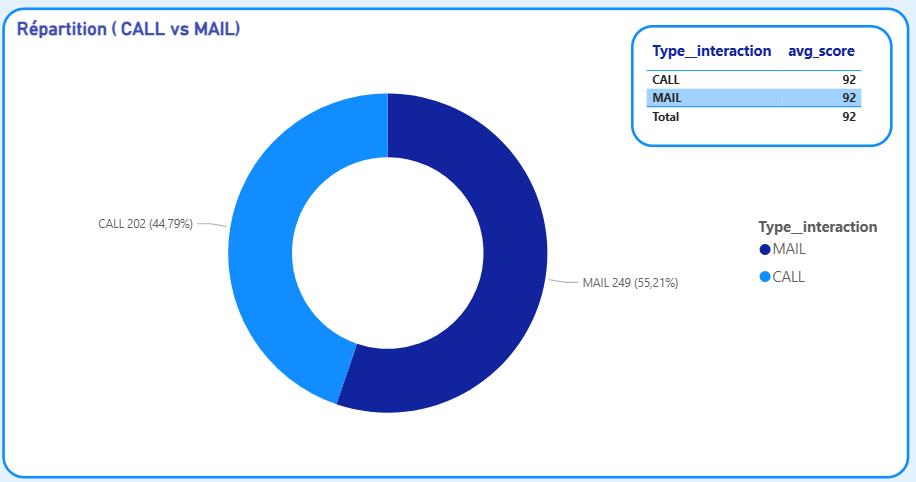 Répartition ( CALL vs MAIL)
Type__interaction avg_score
CALL 92
MAIL 92
Total 92
CALL 202 (44,79%)
MAIL 249 (55,21%)
Type__interaction
MAIL
CALL